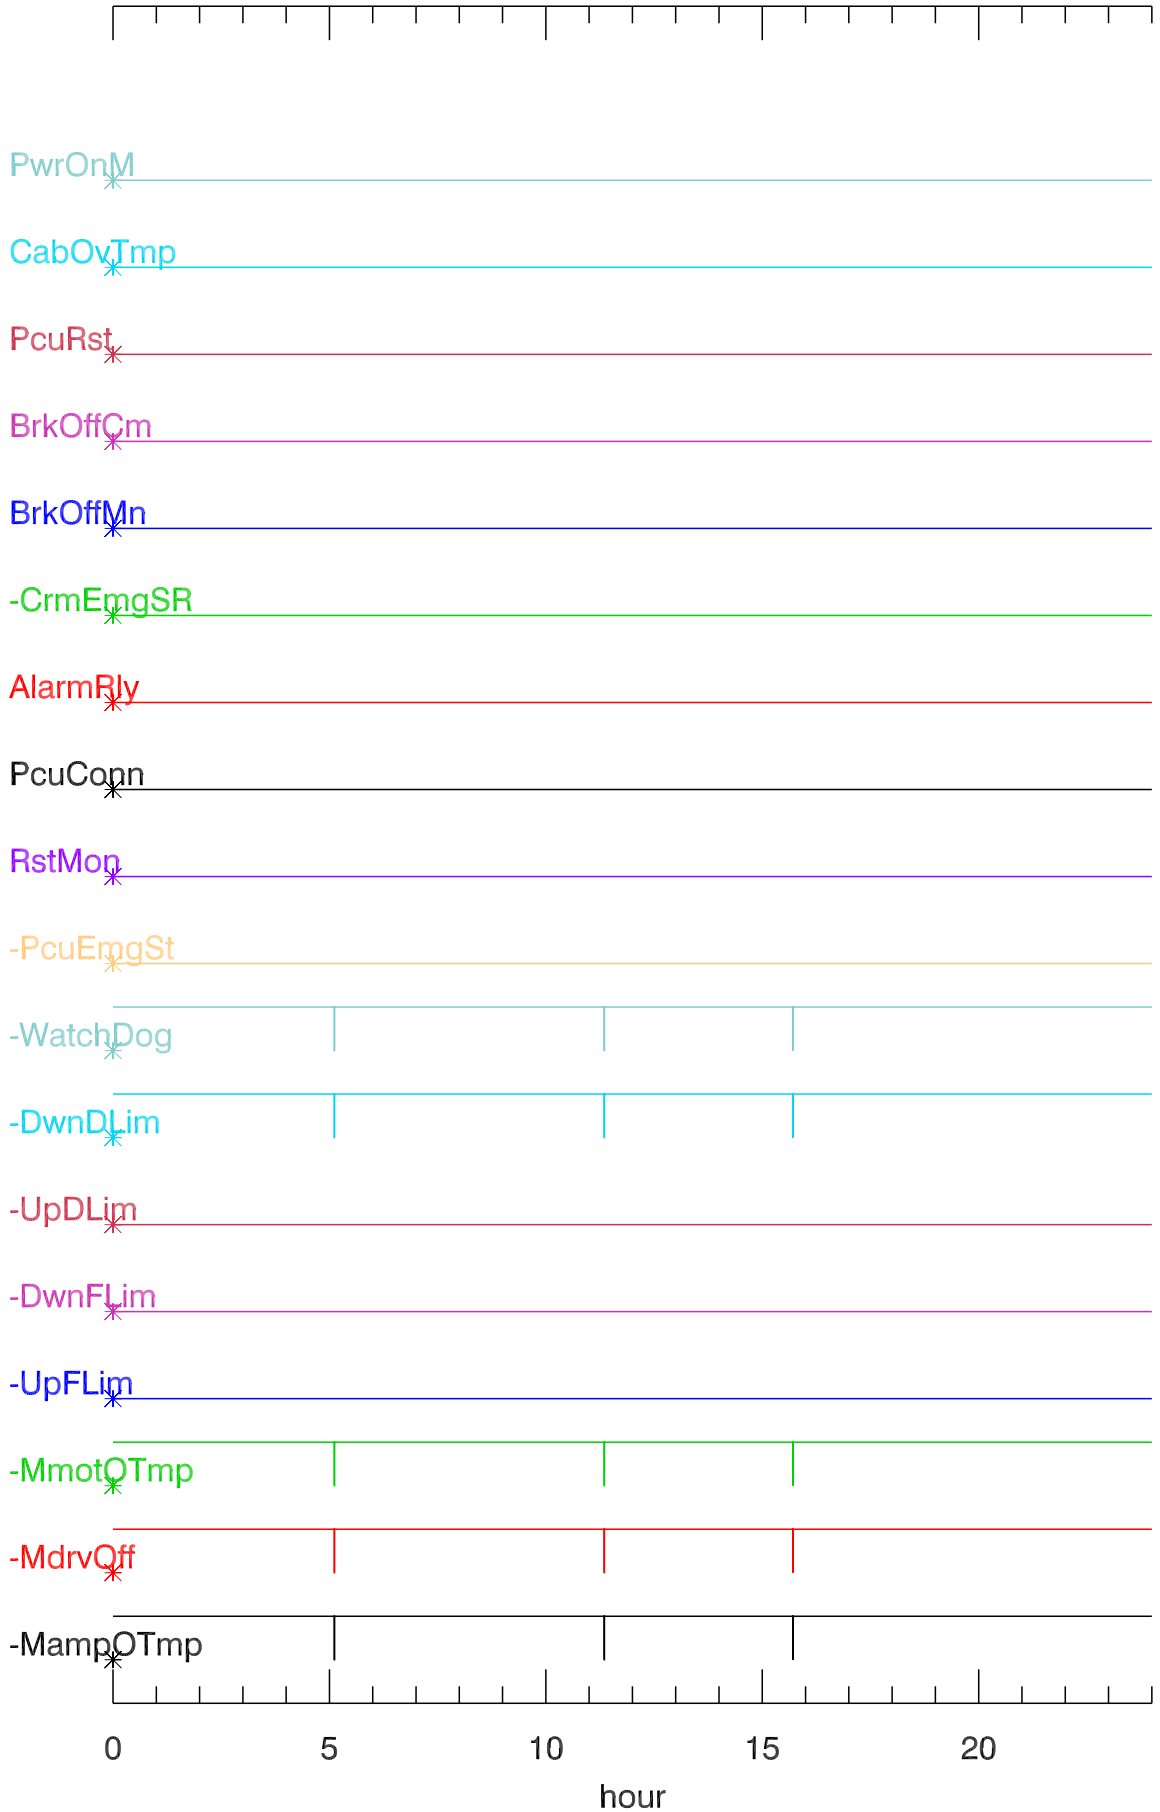 PwrOnM
CabOvTmp
PcuRst
BrkOffCm
BrkOffMn
-CrmEmgSR
AlarmRly
PcuConn
RstMon
-PcuEmgSt
-WatchDog
-DwnDLim
-UpDLim
-DwnFLim
-UpFLim
-MmotOTmp
-MdrvOff
-MampOTmp
0 5 10 15 20
hour